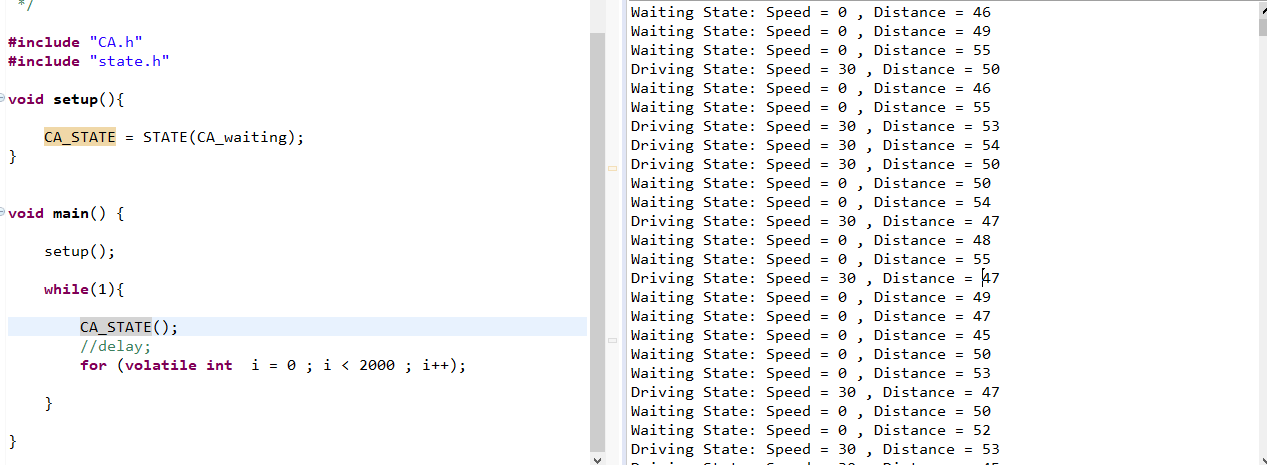 */
#include "CA.h"
#include "state.h"
void setup(){
CA_STATE = STATE(CA_waiting);
}
void main() {
setup();
while(1){
CA_STATE();
//delay;
for (volatile int  i = 0 ; i < 2000 ; i++);
}
}
Waiting State: Speed = 0 , Distance = 46
Waiting State: Speed = 0 , Distance = 49
Waiting State: Speed = 0 , Distance = 55
Driving State: Speed = 30 , Distance = 50
Waiting State: Speed = 0 , Distance = 46
Waiting State: Speed = 0 , Distance = 55
Driving State: Speed = 30 , Distance = 53
Driving State: Speed = 30 , Distance = 54
Driving State: Speed = 30 , Distance = 50
Waiting State: Speed = 0 , Distance = 50
Waiting State: Speed = 0 , Distance = 54
Driving State: Speed = 30 , Distance = 47
Waiting State: Speed = 0 , Distance = 48
Waiting State: Speed = 0 , Distance = 55
Driving State: Speed = 30 , Distance = 47
Waiting State: Speed = 0 , Distance = 49
Waiting State: Speed = 0 , Distance = 47
Waiting State: Speed = 0 , Distance = 45
Waiting State: Speed = 0 , Distance = 50
Waiting State: Speed = 0 , Distance = 53
Driving State: Speed = 30 , Distance = 47
Waiting State: Speed = 0 , Distance = 50
Waiting State: Speed = 0 , Distance = 52
Driving State: Speed = 30 , Distance = 53